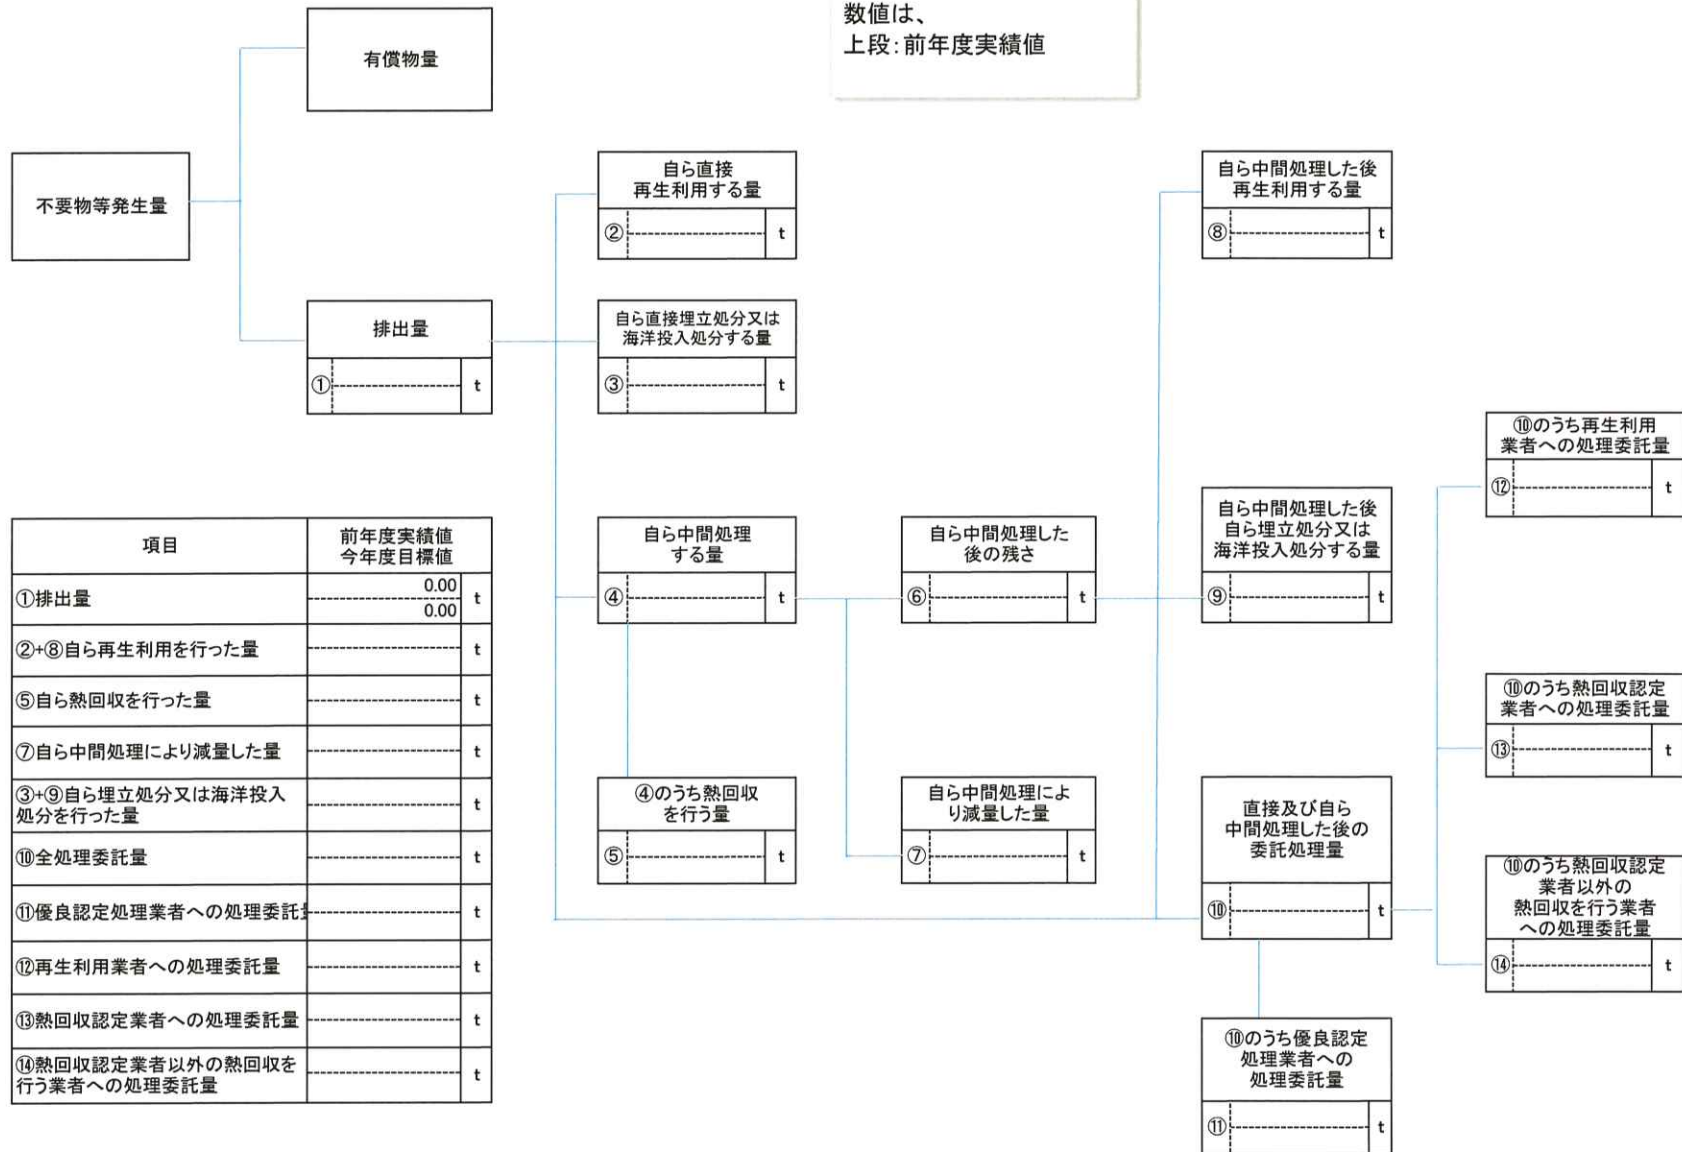 数値は、
上段：前年度実績値
有償物量
不要物等発生量
排出量
① t
自ら直接
再生利用する量
② t
自ら直接埋立処分又は
海洋投入処分する量
③ t
自ら中間処理
する量
④ t
④のうち熱回収
を行う量
⑤ t
自ら中間処理した
後の残さ
⑥ t
自ら中間処理によ
り減量した量
⑦ t
自ら中間処理した後
再生利用する量
⑧ t
自ら中間処理した後
自ら埋立処分又は
海洋投入処分する量
⑨ t
直接及び自ら
中間処理した後の
委託処理量
⑩ t
⑩のうち優良認定
処理業者への
処理委託量
⑪ t
⑩のうち再生利用
業者への処理委託量
⑫ t
⑩のうち熱回収認定
業者への処理委託量
⑬ t
⑩のうち熱回収認定
業者以外の
熱回収を行う業者
への処理委託量
⑭ t
項目
前年度実績値
今年度目標値
①排出量
0.00
0.00
t
②+⑧自ら再生利用を行った量 t
⑤自ら熱回収を行った量 t
⑦自ら中間処理により減量した量 t
③+⑨自ら埋立処分又は海洋投入
処分を行った量 t
⑩全処理委託量 t
⑪優良認定処理業者への処理委託 t
⑫再生利用業者への処理委託量 t
⑬熱回収認定業者への処理委託量 t
⑭熱回収認定業者以外の熱回収を
行う業者への処理委託量 t